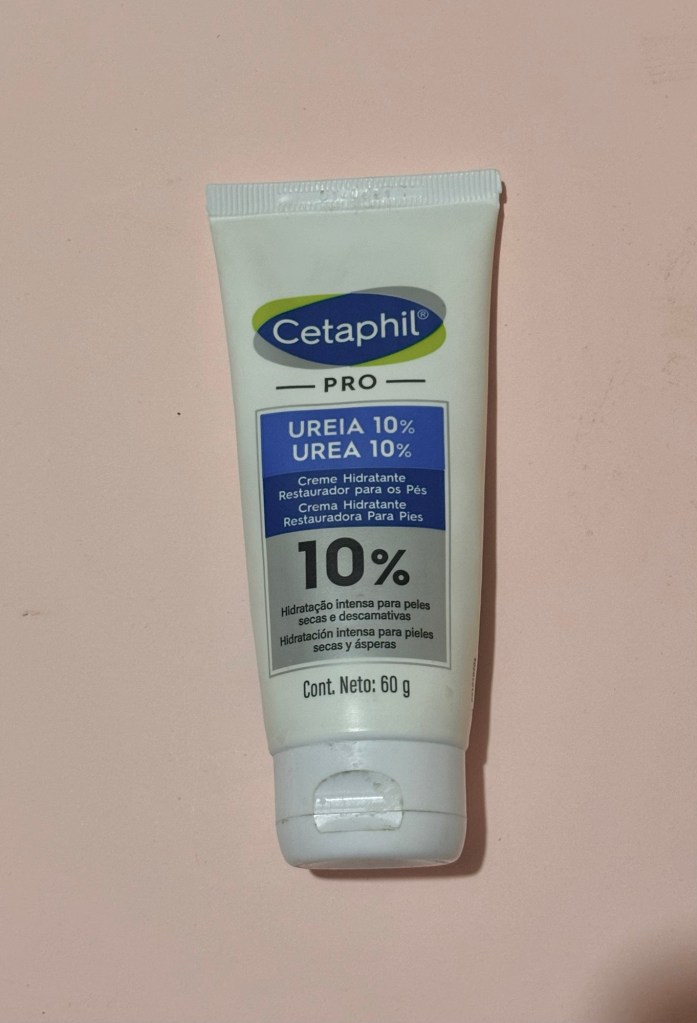 Cetaphil®
PRO
UREIA 10%
UREA 10%
Creme Hidratante
Restaurador para os Pés
Crema Hidratante
Restauradora Para Pies
10%
Hidratação intensa para peles
secas e descamativas
Hidratación intensa para pieles
secas y ásperas
Cont. Neto: 60 g